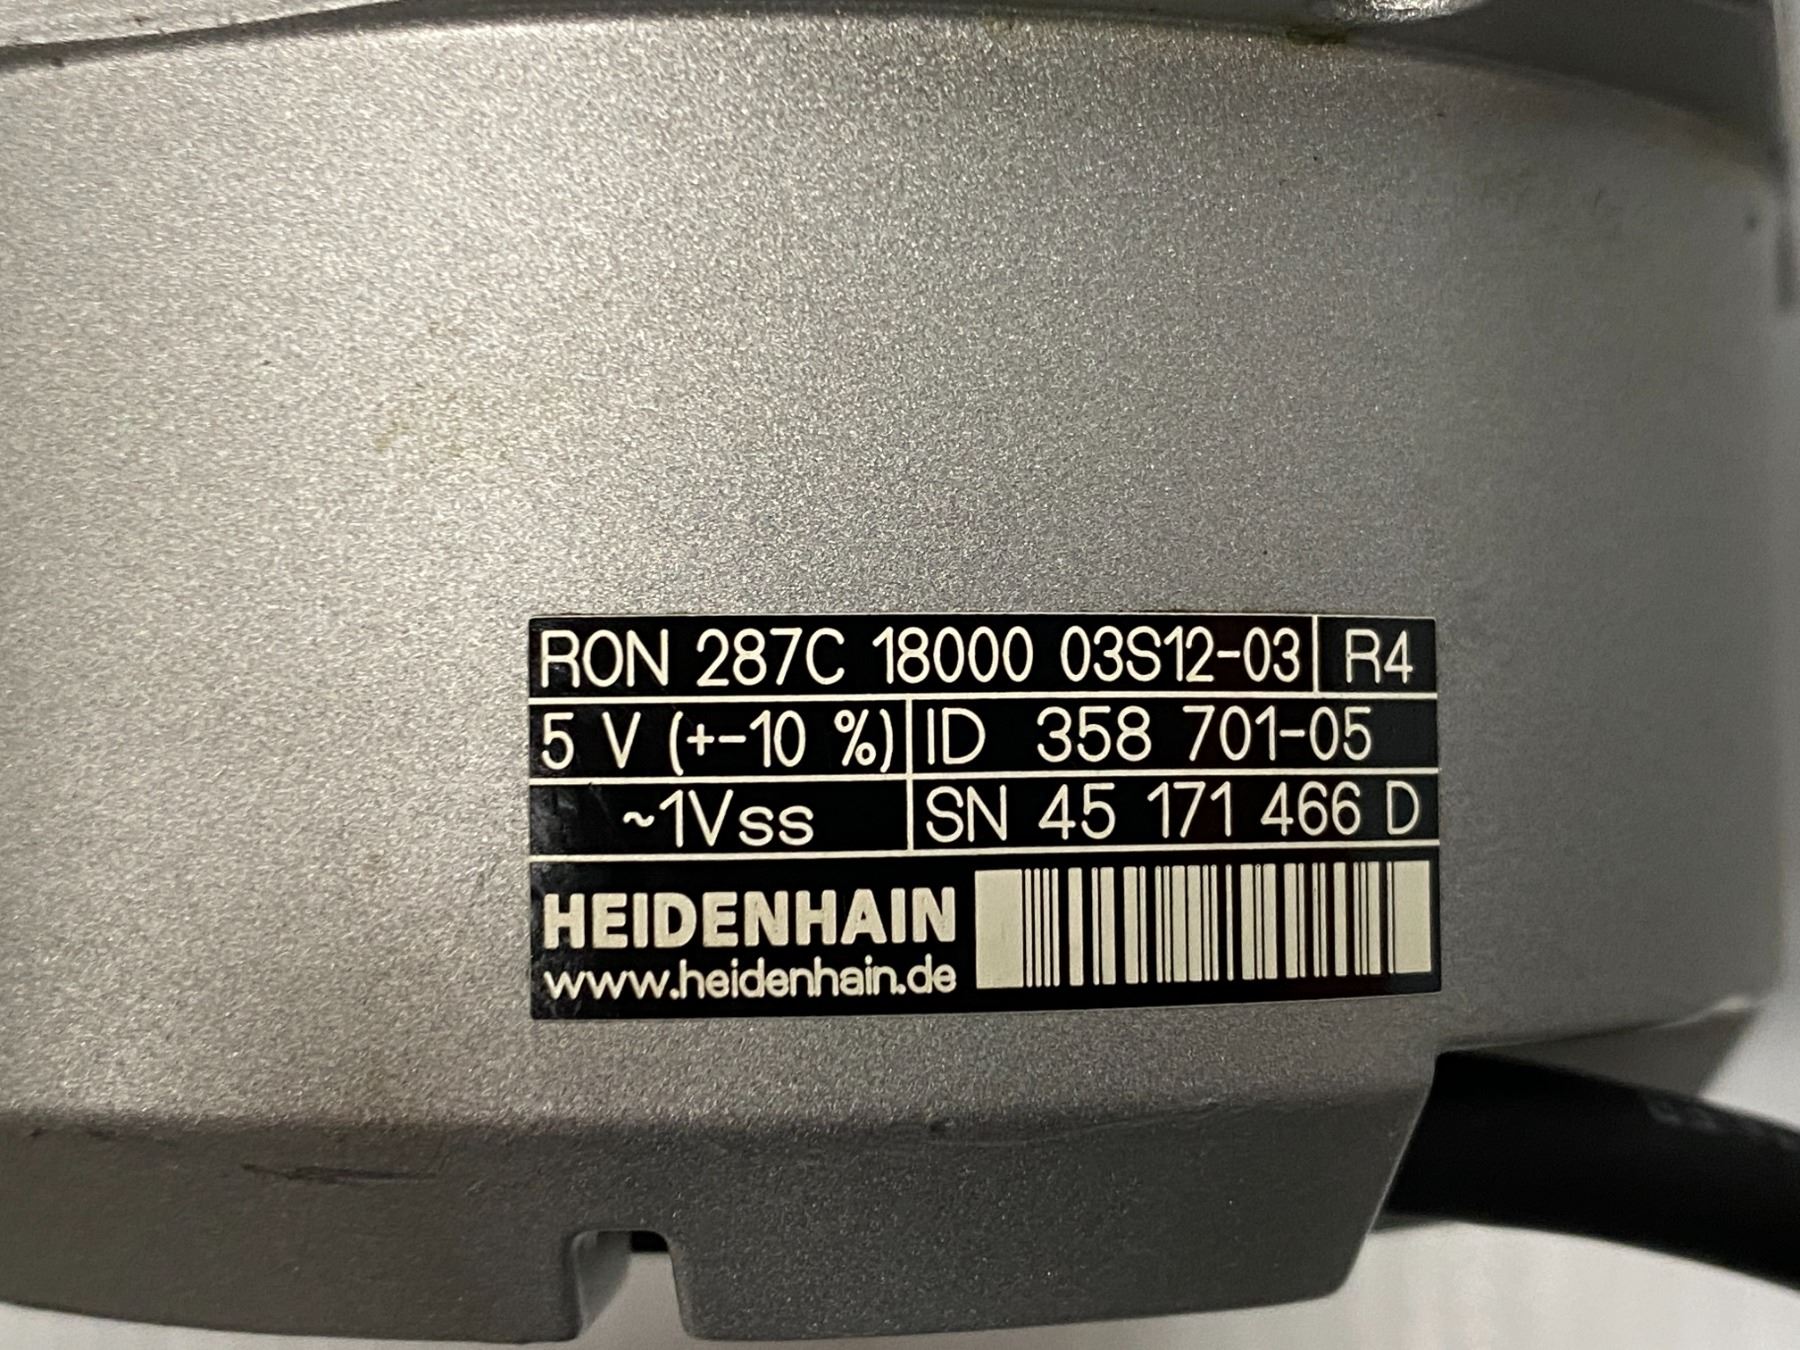 RON 287C 18000 03S12-03 R4
5 V (+-10 %) ID 358 701-05
~1Vss SN 45 171 466 D
HEIDENHAIN
www.heidenhain.de